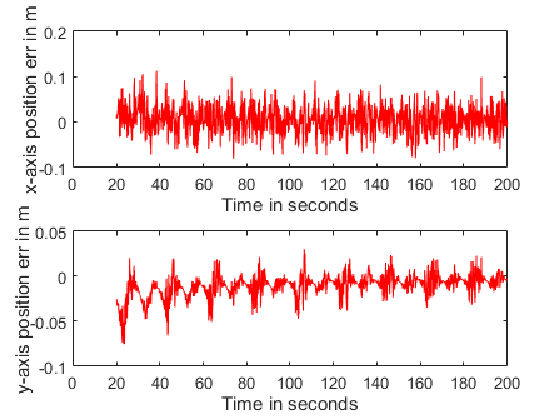 x-axis position err in m
0.2
0.1
0
-0.1
0 20 40 60 80 100 120 140 160 180 200
Time in seconds
y-axis position err in m
0.05
0
-0.05
-0.1
0 20 40 60 80 100 120 140 160 180 200
Time in seconds